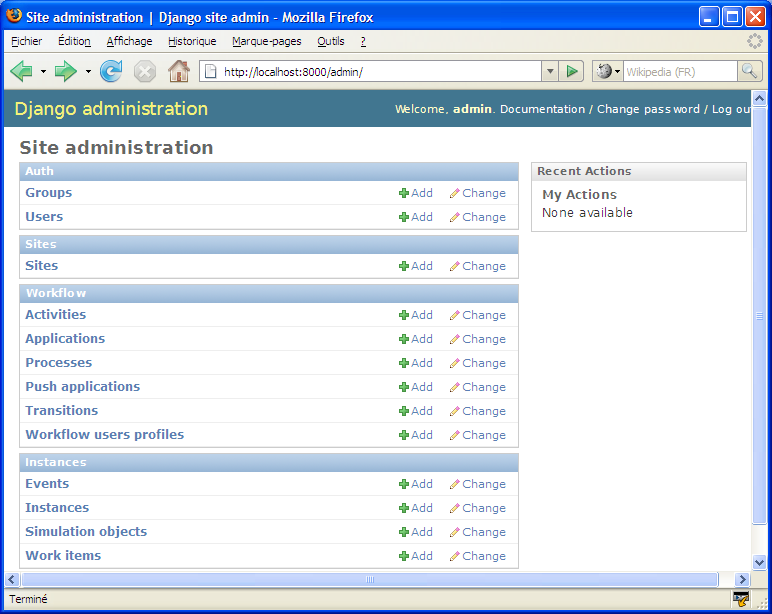 Site administration | Django site admin - Mozilla Firefox
Fichier Édition Affichage Historique Marque-pages Outils ?
http://localhost:8000/admin/ Wikipedia (FR)
Django administration Welcome, admin. Documentation / Change password / Log ou
Site administration
Auth
Groups Add Change
Users Add Change
Sites
Sites Add Change
Workflow
Activities Add Change
Applications Add Change
Processes Add Change
Push applications Add Change
Transitions Add Change
Workflow users profiles Add Change
Instances
Events Add Change
Instances Add Change
Simulation objects Add Change
Work items Add Change
Recent Actions
My Actions
None available
Terminé